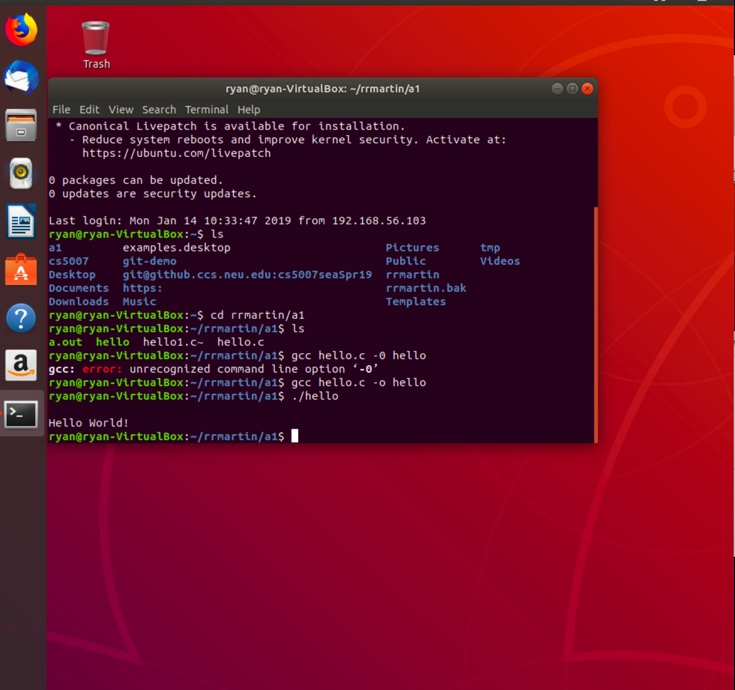 Trash
ryan@ryan-VirtualBox: ~/rrmartin/a1
File Edit View Search Terminal Help
* Canonical Livepatch is available for installation.
- Reduce system reboots and improve kernel security. Activate at:
https://ubuntu.com/livepatch
0 packages can be updated.
0 updates are security updates.
Last login: Mon Jan 14 10:33:47 2019 from 192.168.56.103
ryan@ryan-VirtualBox:~$ ls
a1 examples.desktop Pictures tmp
cs5007 git-demo Public Videos
Desktop git@github.ccs.neu.edu:cs5007seaSpr19 rrmartin
Documents https: rrmartin.bak
Downloads Music Templates
ryan@ryan-VirtualBox:~$ cd rrmartin/a1
ryan@ryan-VirtualBox:~/rrmartin/a1$ ls
a.out hello hello1.c~ hello.c
ryan@ryan-VirtualBox:~/rrmartin/a1$ gcc hello.c -0 hello
gcc: error: unrecognized command line option ‘-0’
ryan@ryan-VirtualBox:~/rrmartin/a1$ gcc hello.c -o hello
ryan@ryan-VirtualBox:~/rrmartin/a1$ ./hello
Hello World!
ryan@ryan-VirtualBox:~/rrmartin/a1$